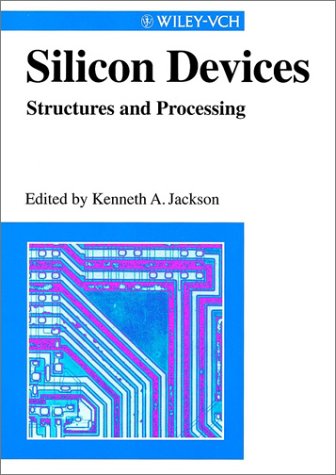 WILEY-VCH
Silicon Devices
Structures and Processing
Edited by Kenneth A. Jackson